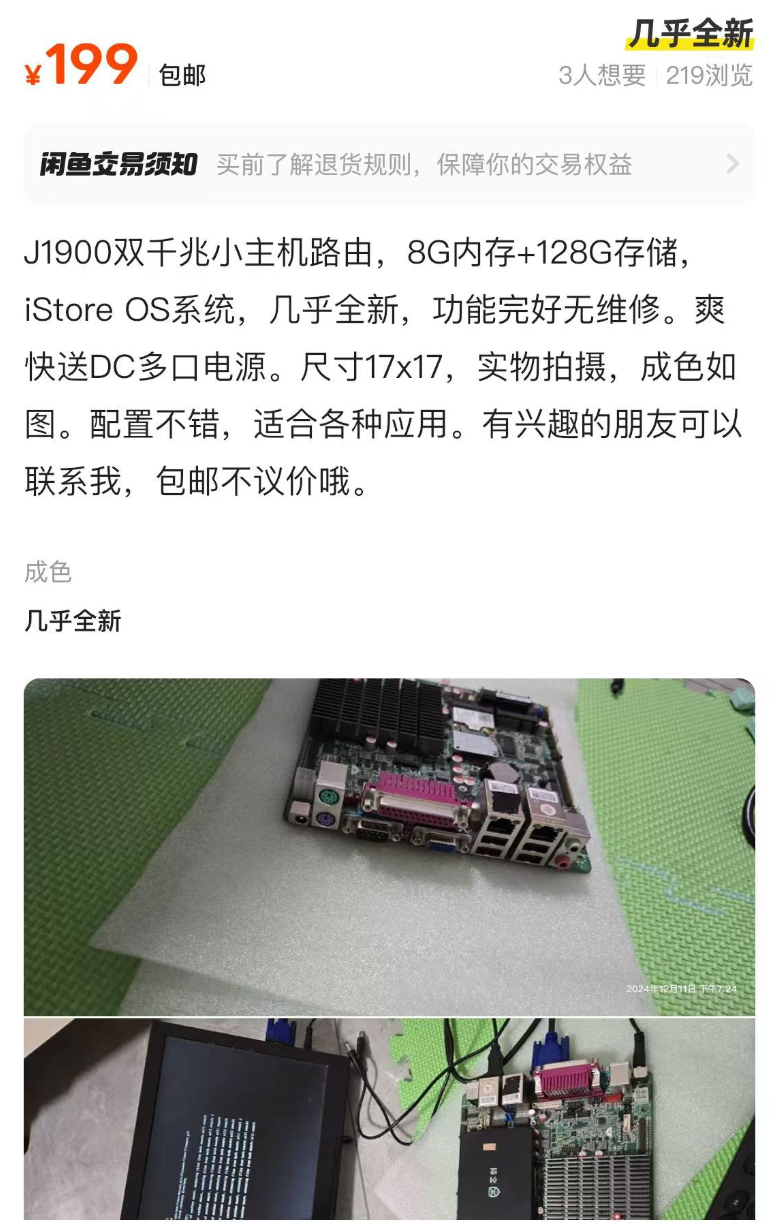 几乎全新
¥199 包邮
3人想要 219浏览
闲鱼交易须知 买前了解退货规则，保障你的交易权益
J1900双千兆小主机路由，8G内存+128G存储，
iStore OS系统，几乎全新，功能完好无维修。爽
快送DC多口电源。尺寸17x17，实物拍摄，成色如
图。配置不错，适合各种应用。有兴趣的朋友可以
联系我，包邮不议价哦。
成色
几乎全新
2024年12月11日 下午7:24